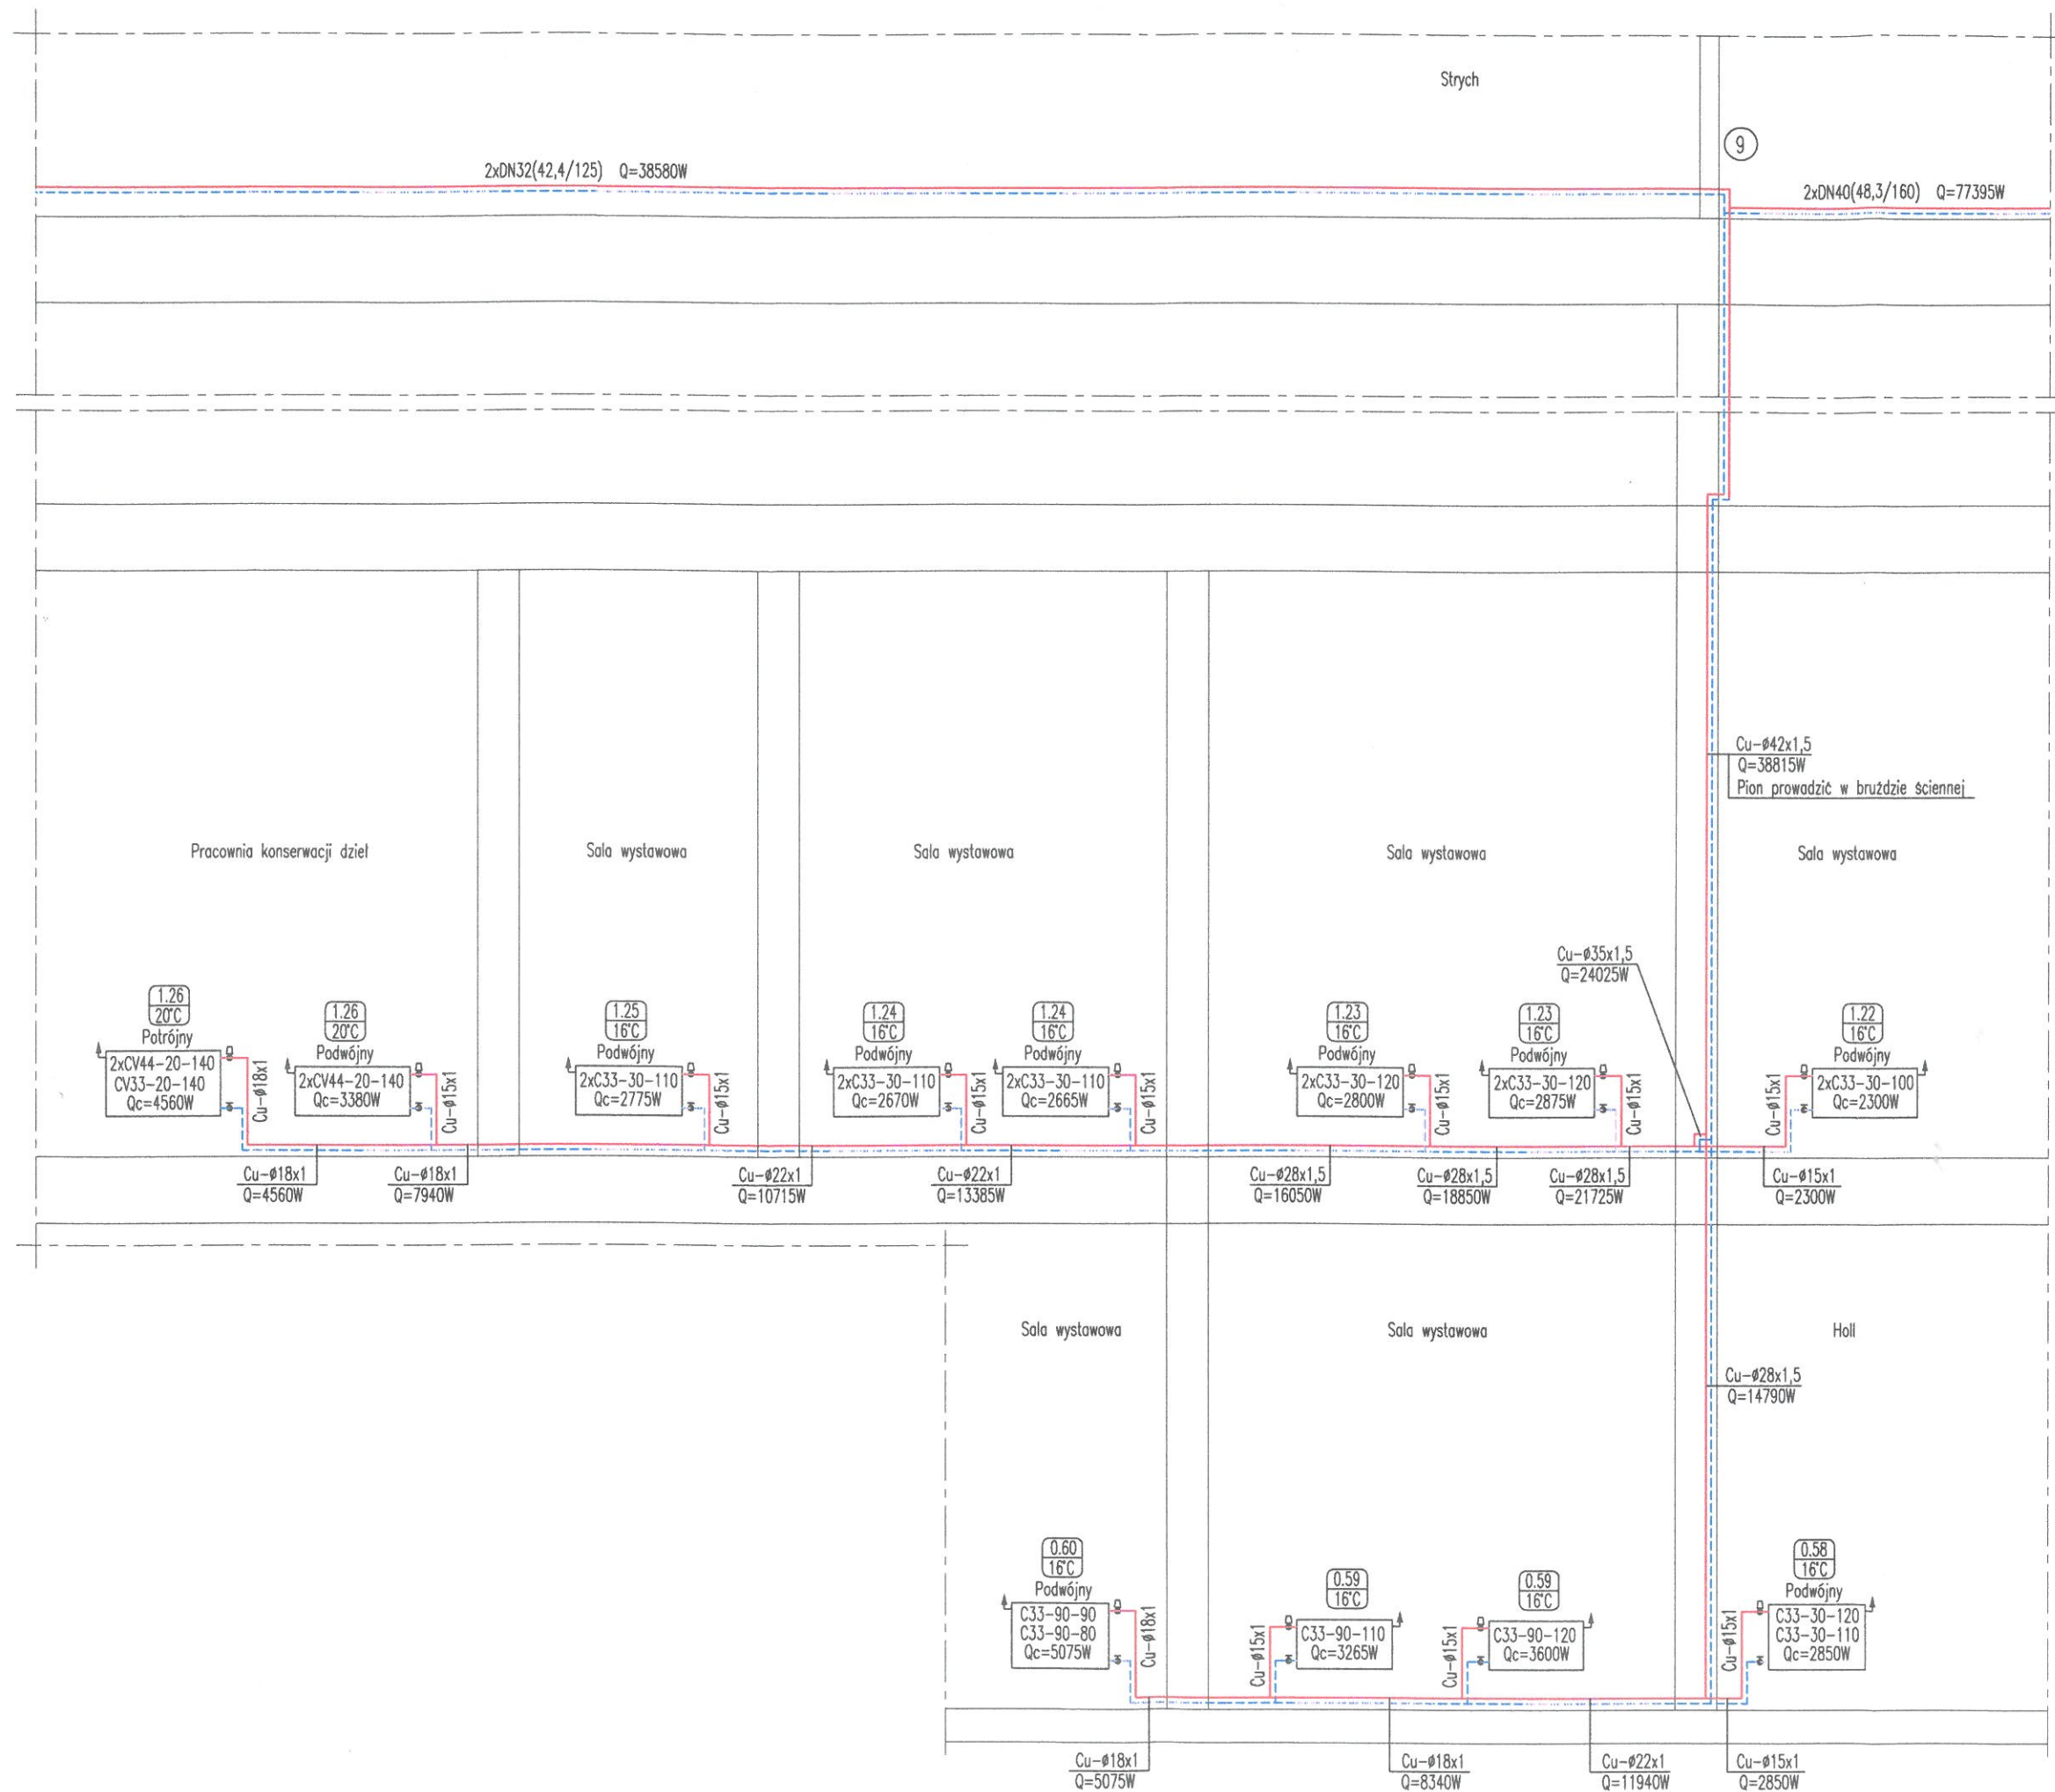 Strych
9
2xDN32(42,4/125) Q=38580W
2xDN40(48,3/160) Q=77395W
Cu-ø42x1,5
Q=38815W
Pion prowadzić w bruździe ściennej
Pracownia konserwacji dzieł
Sala wystawowa
Sala wystawowa
Sala wystawowa
Sala wystawowa
Cu-ø35x1,5
Q=24025W
1.26
20°C
Potrójny
2xCV44-20-140
CV33-20-140
Qc=4560W
Cu-ø18x1
1.26
20°C
Podwójny
2xCV44-20-140
Qc=3380W
Cu-ø15x1
1.25
16°C
Podwójny
2xC33-30-110
Qc=2775W
Cu-ø15x1
1.24
16°C
Podwójny
2xC33-30-110
Qc=2670W
Cu-ø15x1
1.24
16°C
Podwójny
2xC33-30-110
Qc=2665W
Cu-ø15x1
1.23
16°C
Podwójny
2xC33-30-120
Qc=2800W
Cu-ø15x1
1.23
16°C
Podwójny
2xC33-30-120
Qc=2875W
Cu-ø15x1
1.22
16°C
Podwójny
2xC33-30-100
Qc=2300W
Cu-ø15x1
Cu-ø18x1
Q=4560W
Cu-ø18x1
Q=7940W
Cu-ø22x1
Q=10715W
Cu-ø22x1
Q=13385W
Cu-ø28x1,5
Q=16050W
Cu-ø28x1,5
Q=18850W
Cu-ø28x1,5
Q=21725W
Cu-ø15x1
Q=2300W
Sala wystawowa
Sala wystawowa
Holl
Cu-ø28x1,5
Q=14790W
0.60
16°C
Podwójny
C33-90-90
C33-90-80
Qc=5075W
Cu-ø18x1
0.59
16°C
C33-90-110
Qc=3265W
Cu-ø15x1
0.59
16°C
C33-90-120
Qc=3600W
Cu-ø15x1
0.58
16°C
Podwójny
C33-30-120
C33-30-110
Qc=2850W
Cu-ø15x1
Cu-ø18x1
Q=5075W
Cu-ø18x1
Q=8340W
Cu-ø22x1
Q=11940W
Cu-ø15x1
Q=2850W